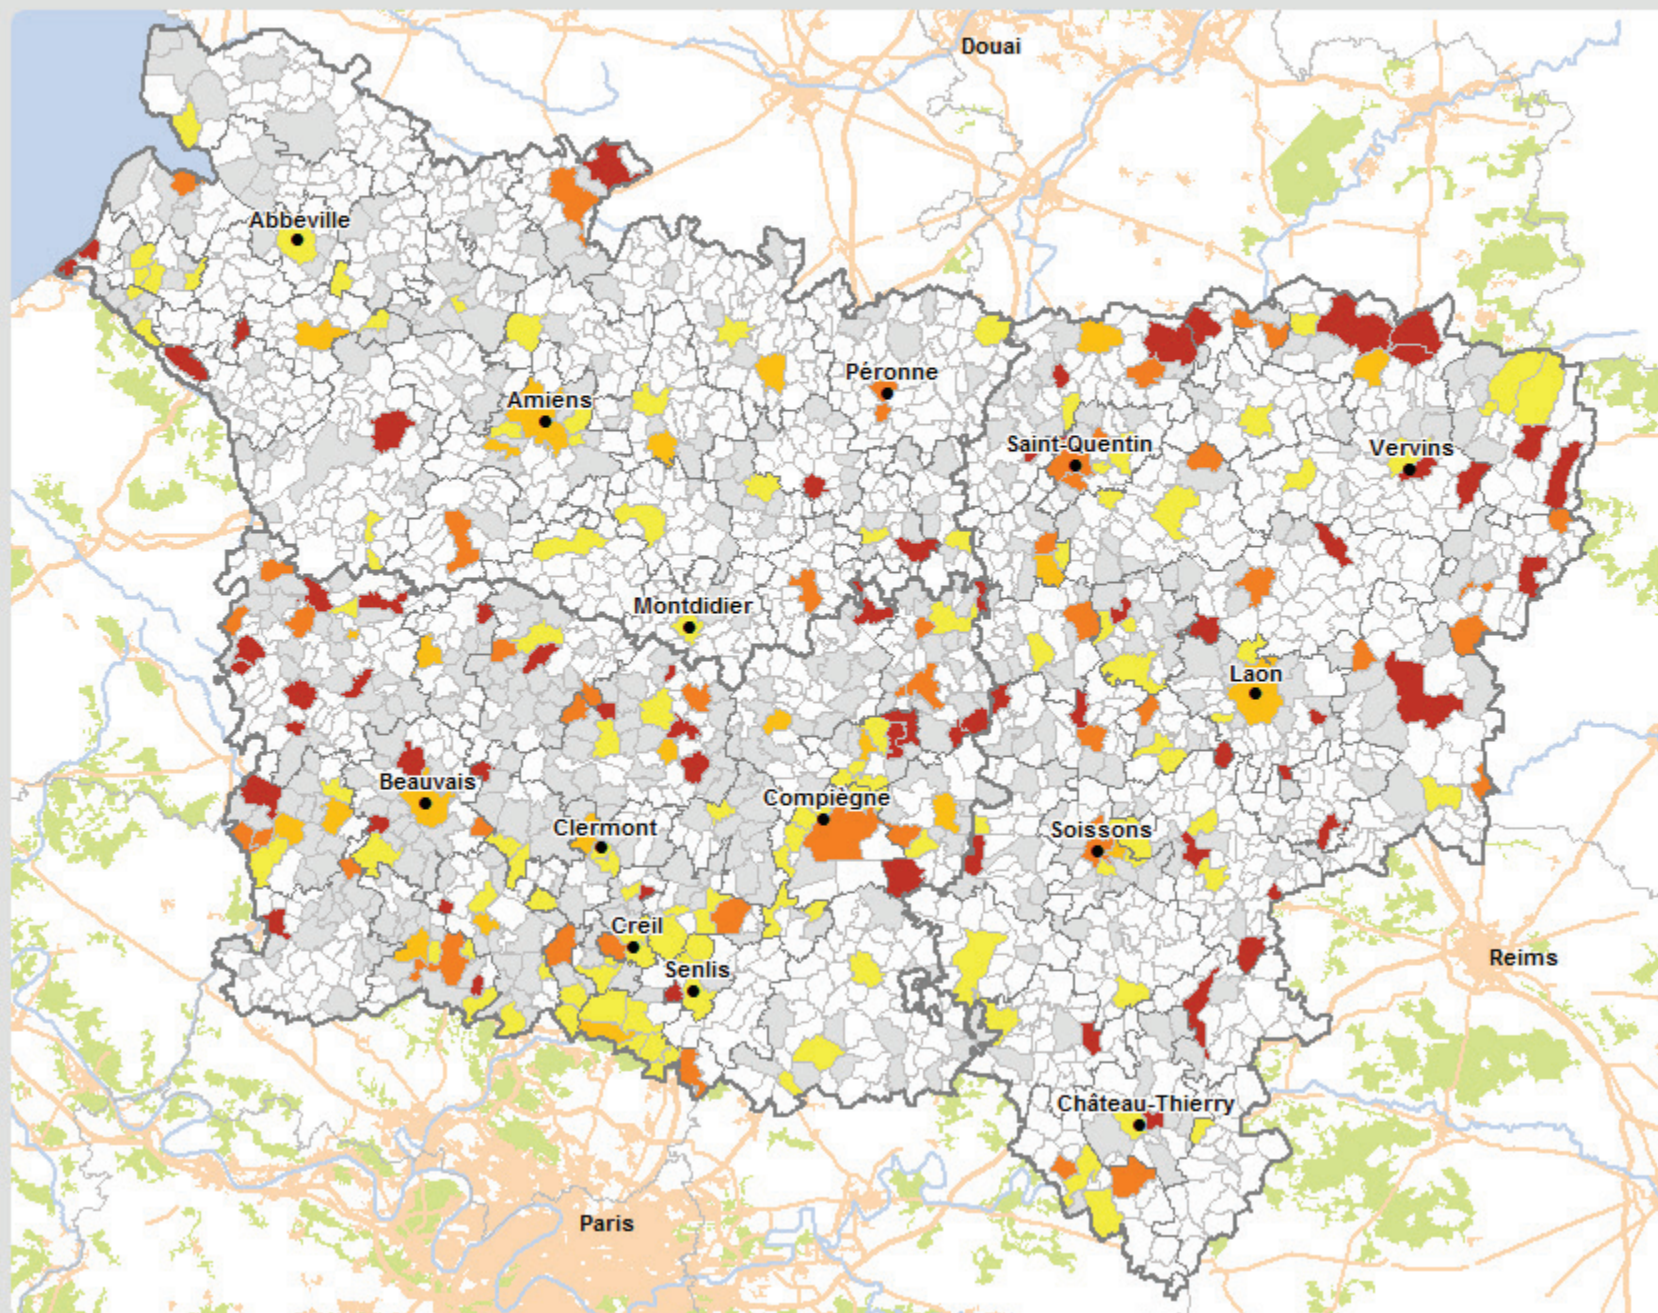 Douai
Abbeville
Péronne
Amiens
Saint-Quentin
Vervins
Montdidier
Laon
Beauvais
Compiègne
Clermont
Soissons
Creil
Reims
Senlis
Château-Thierry
Paris